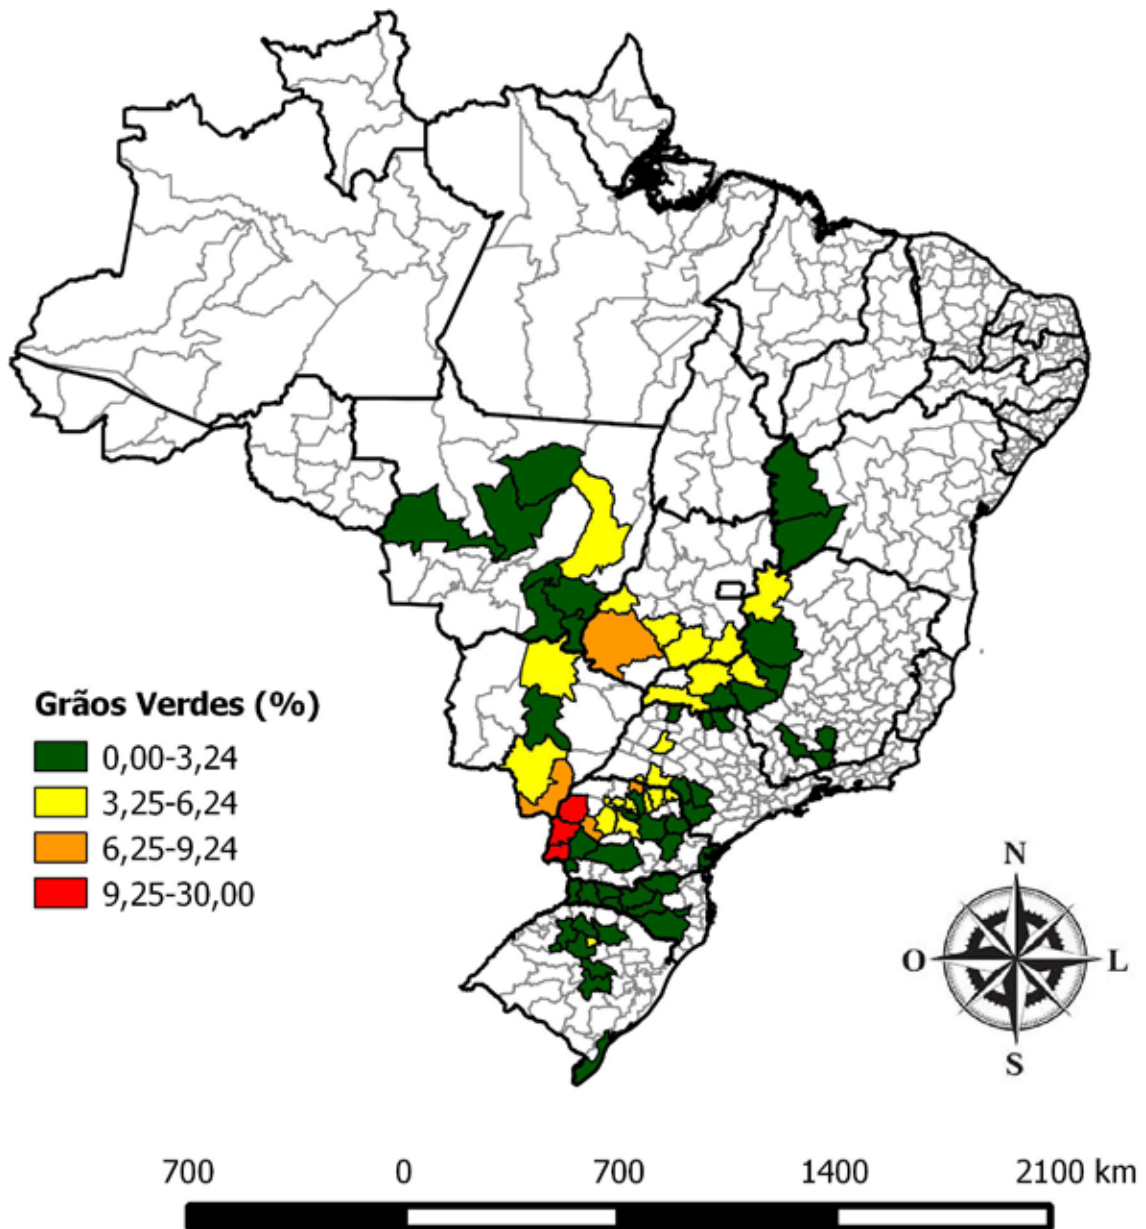 Grãos Verdes (%)
0,00-3,24
3,25-6,24
6,25-9,24
9,25-30,00
N
O L
S
700 0 700 1400 2100 km